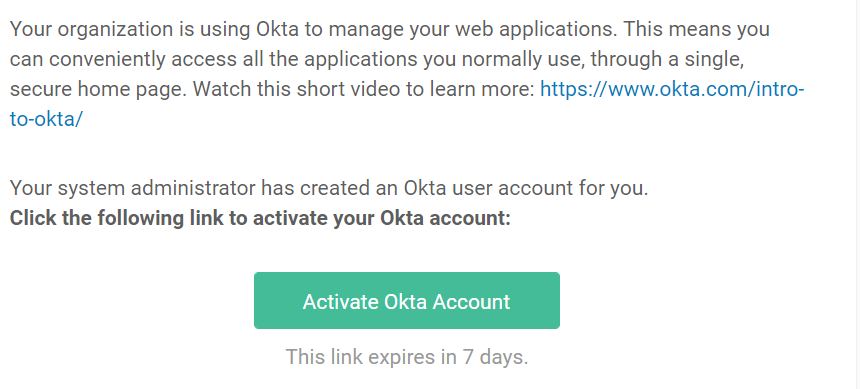 Your organization is using Okta to manage your web applications. This means you
can conveniently access all the applications you normally use, through a single,
secure home page. Watch this short video to learn more: https://www.okta.com/intro-
to-okta/
Your system administrator has created an Okta user account for you.
Click the following link to activate your Okta account:
Activate Okta Account
This link expires in 7 days.